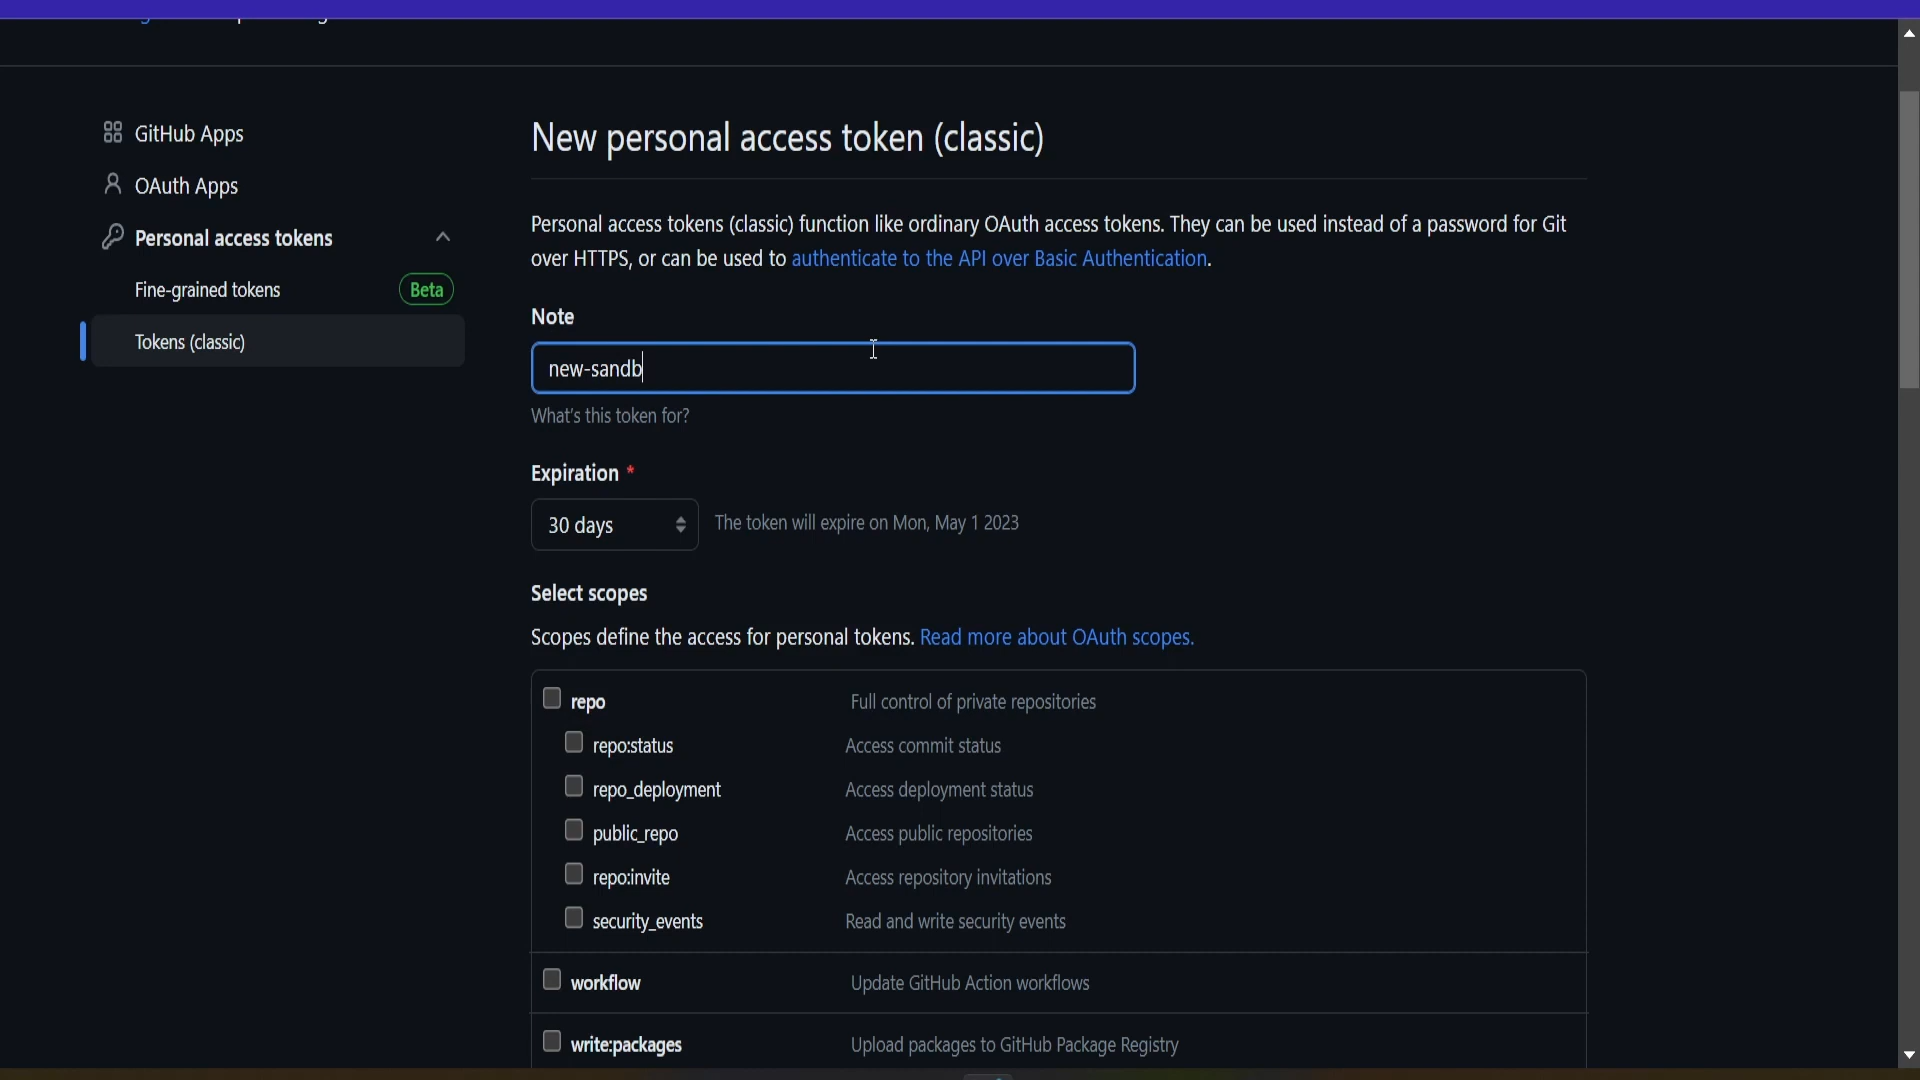 GitHub Apps
OAuth Apps
Personal access tokens
Fine-grained tokens Beta
Tokens (classic)
New personal access token (classic)
Personal access tokens (classic) function like ordinary OAuth access tokens. They can be used instead of a password for Git
over HTTPS, or can be used to authenticate to the API over Basic Authentication.
Note
new-sandb
What's this token for?
Expiration *
30 days The token will expire on Mon, May 1 2023
Select scopes
Scopes define the access for personal tokens. Read more about OAuth scopes.
repo Full control of private repositories
repo:status Access commit status
repo_deployment Access deployment status
public_repo Access public repositories
repo:invite Access repository invitations
security_events Read and write security events
workflow Update GitHub Action workflows
write:packages Upload packages to GitHub Package Registry